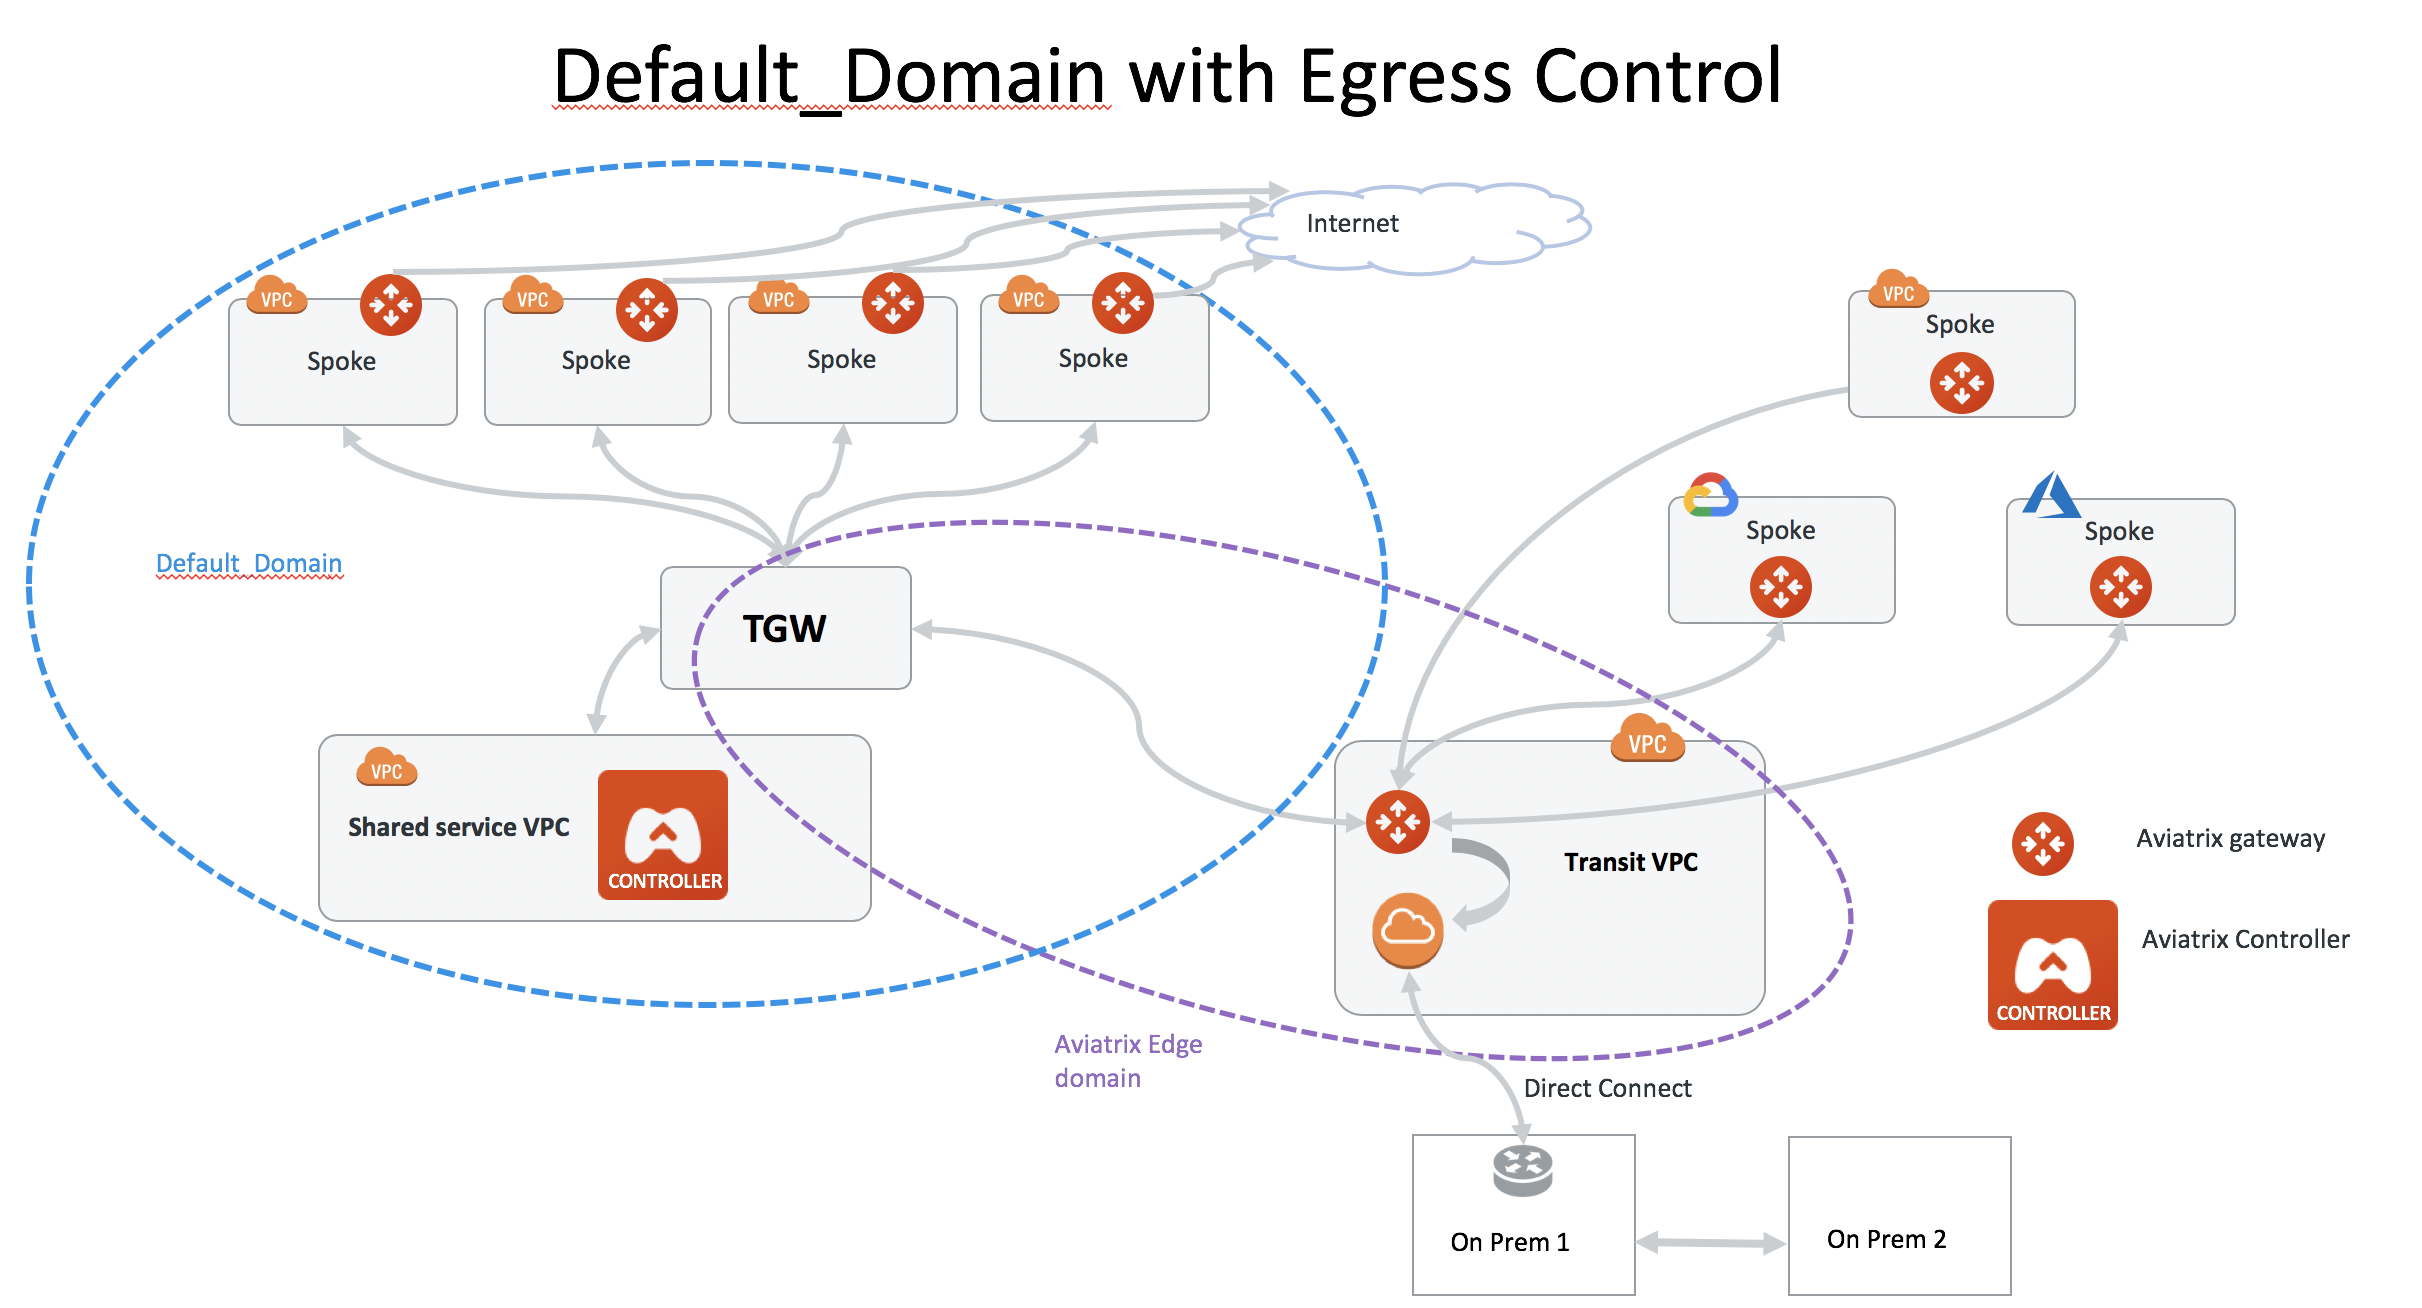 Default_Domain with Egress Control
Internet
VPC
VPC
VPC
VPC
VPC
Spoke
Spoke
Spoke
Spoke
Spoke
Spoke
Spoke
Default_Domain
TGW
VPC
VPC
Shared service VPC
CONTROLLER
Transit VPC
Aviatrix gateway
Aviatrix Controller
CONTROLLER
Aviatrix Edge
domain
Direct Connect
On Prem 1
On Prem 2